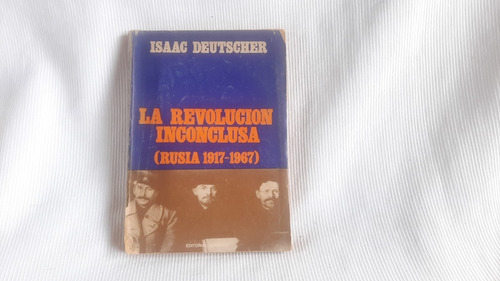 ISAAC DEUTSCHER
LA REVOLUCION
INCONCLUSA
(RUSIA 1917-1967)
EDITORIAL